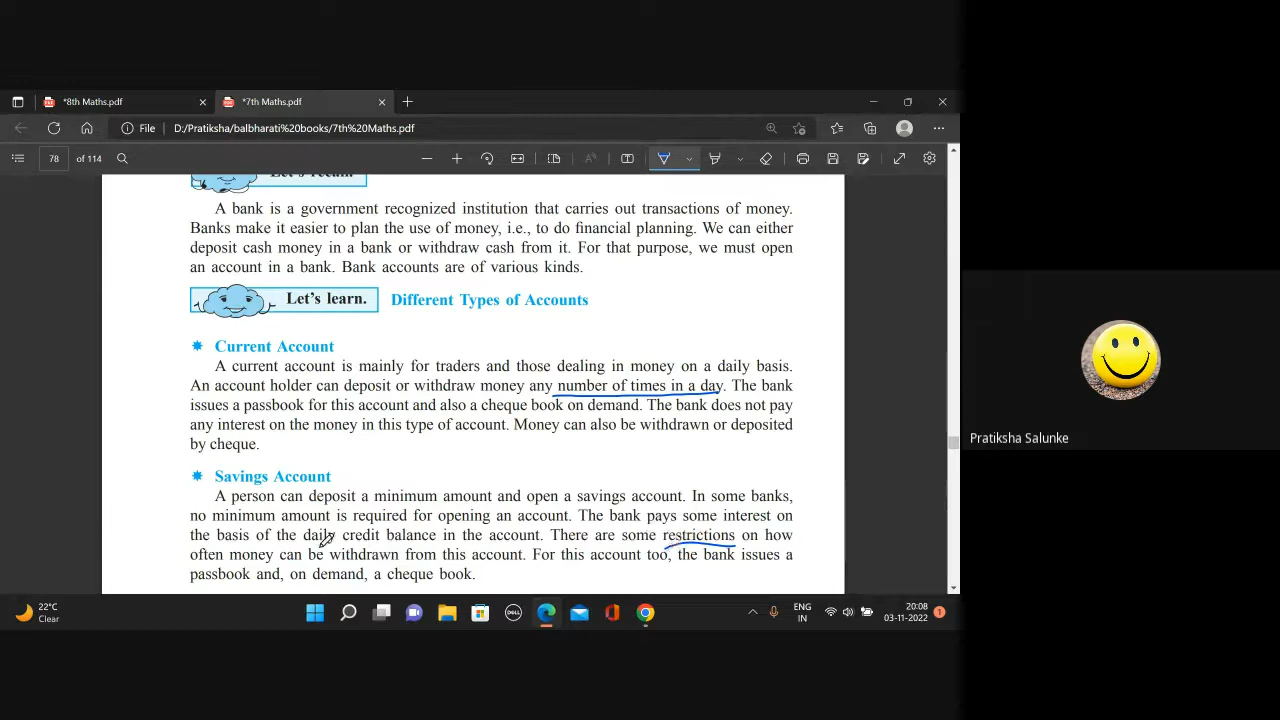 *8th Maths.pdf
*7th Maths.pdf
File
D:/Pratiksha/balbharati%20books/7th%20Maths.pdf
78 of 114
Let's recall.
A bank is a government recognized institution that carries out transactions of money.
Banks make it easier to plan the use of money, i.e., to do financial planning. We can either
deposit cash money in a bank or withdraw cash from it. For that purpose, we must open
an account in a bank. Bank accounts are of various kinds.
Let's learn. Different Types of Accounts
Current Account
A current account is mainly for traders and those dealing in money on a daily basis.
An account holder can deposit or withdraw money any number of times in a day. The bank
issues a passbook for this account and also a cheque book on demand. The bank does not pay
any interest on the money in this type of account. Money can also be withdrawn or deposited
by cheque.
Savings Account
A person can deposit a minimum amount and open a savings account. In some banks,
no minimum amount is required for opening an account. The bank pays some interest on
the basis of the daily credit balance in the account. There are some restrictions on how
often money can be withdrawn from this account. For this account too, the bank issues a
passbook and, on demand, a cheque book.
Pratiksha Salunke
22°C
Clear
DELL
ENG
IN
20:08
03-11-2022
1